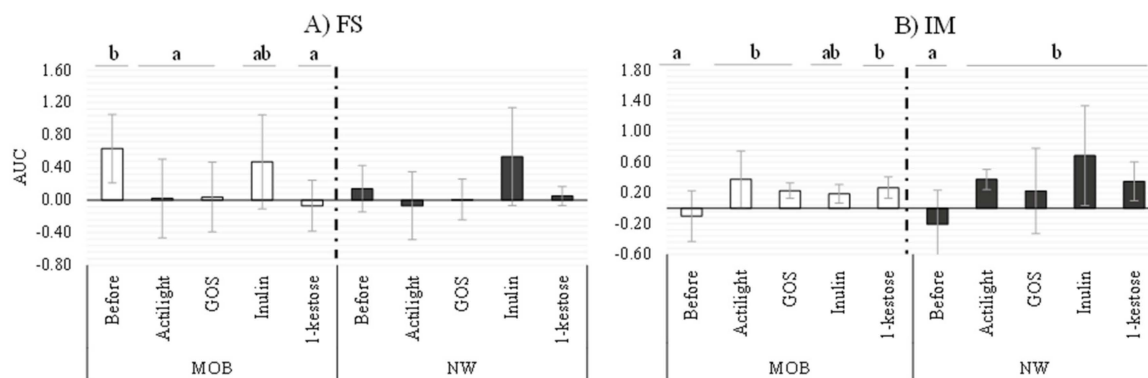 A) FS
b a ab a
1.60
1.20
0.80
0.40
0.00
-0.40
-0.80
AUC
Before Actilight GOS Inulin 1-kestose Before Actilight GOS Inulin 1-kestose
MOB NW
B) IM
a b ab b a b
1.80
1.40
1.00
0.60
0.20
-0.20
-0.60
Before Actilight GOS Inulin 1-kestose Before Actilight GOS Inulin 1-kestose
MOB NW